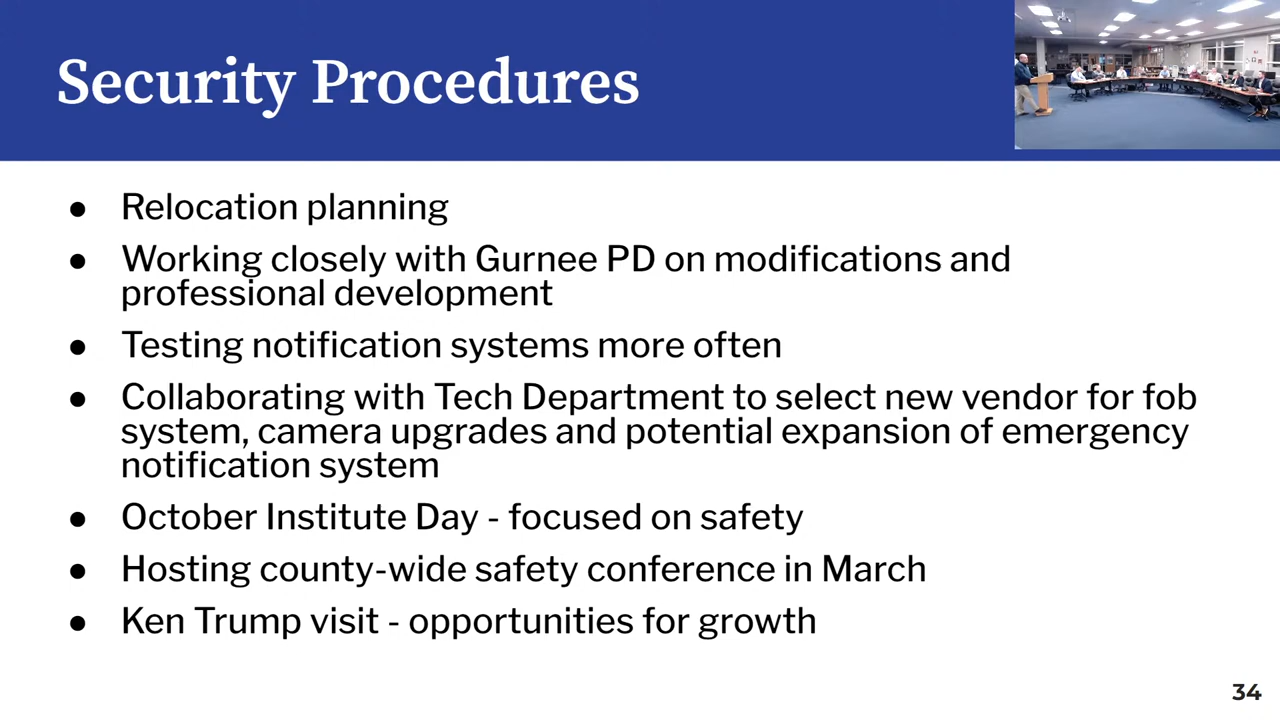 Security Procedures
● Relocation planning
● Working closely with Gurnee PD on modifications and
professional development
● Testing notification systems more often
● Collaborating with Tech Department to select new vendor for fob
system, camera upgrades and potential expansion of emergency
notification system
● October Institute Day - focused on safety
● Hosting county-wide safety conference in March
● Ken Trump visit - opportunities for growth
34